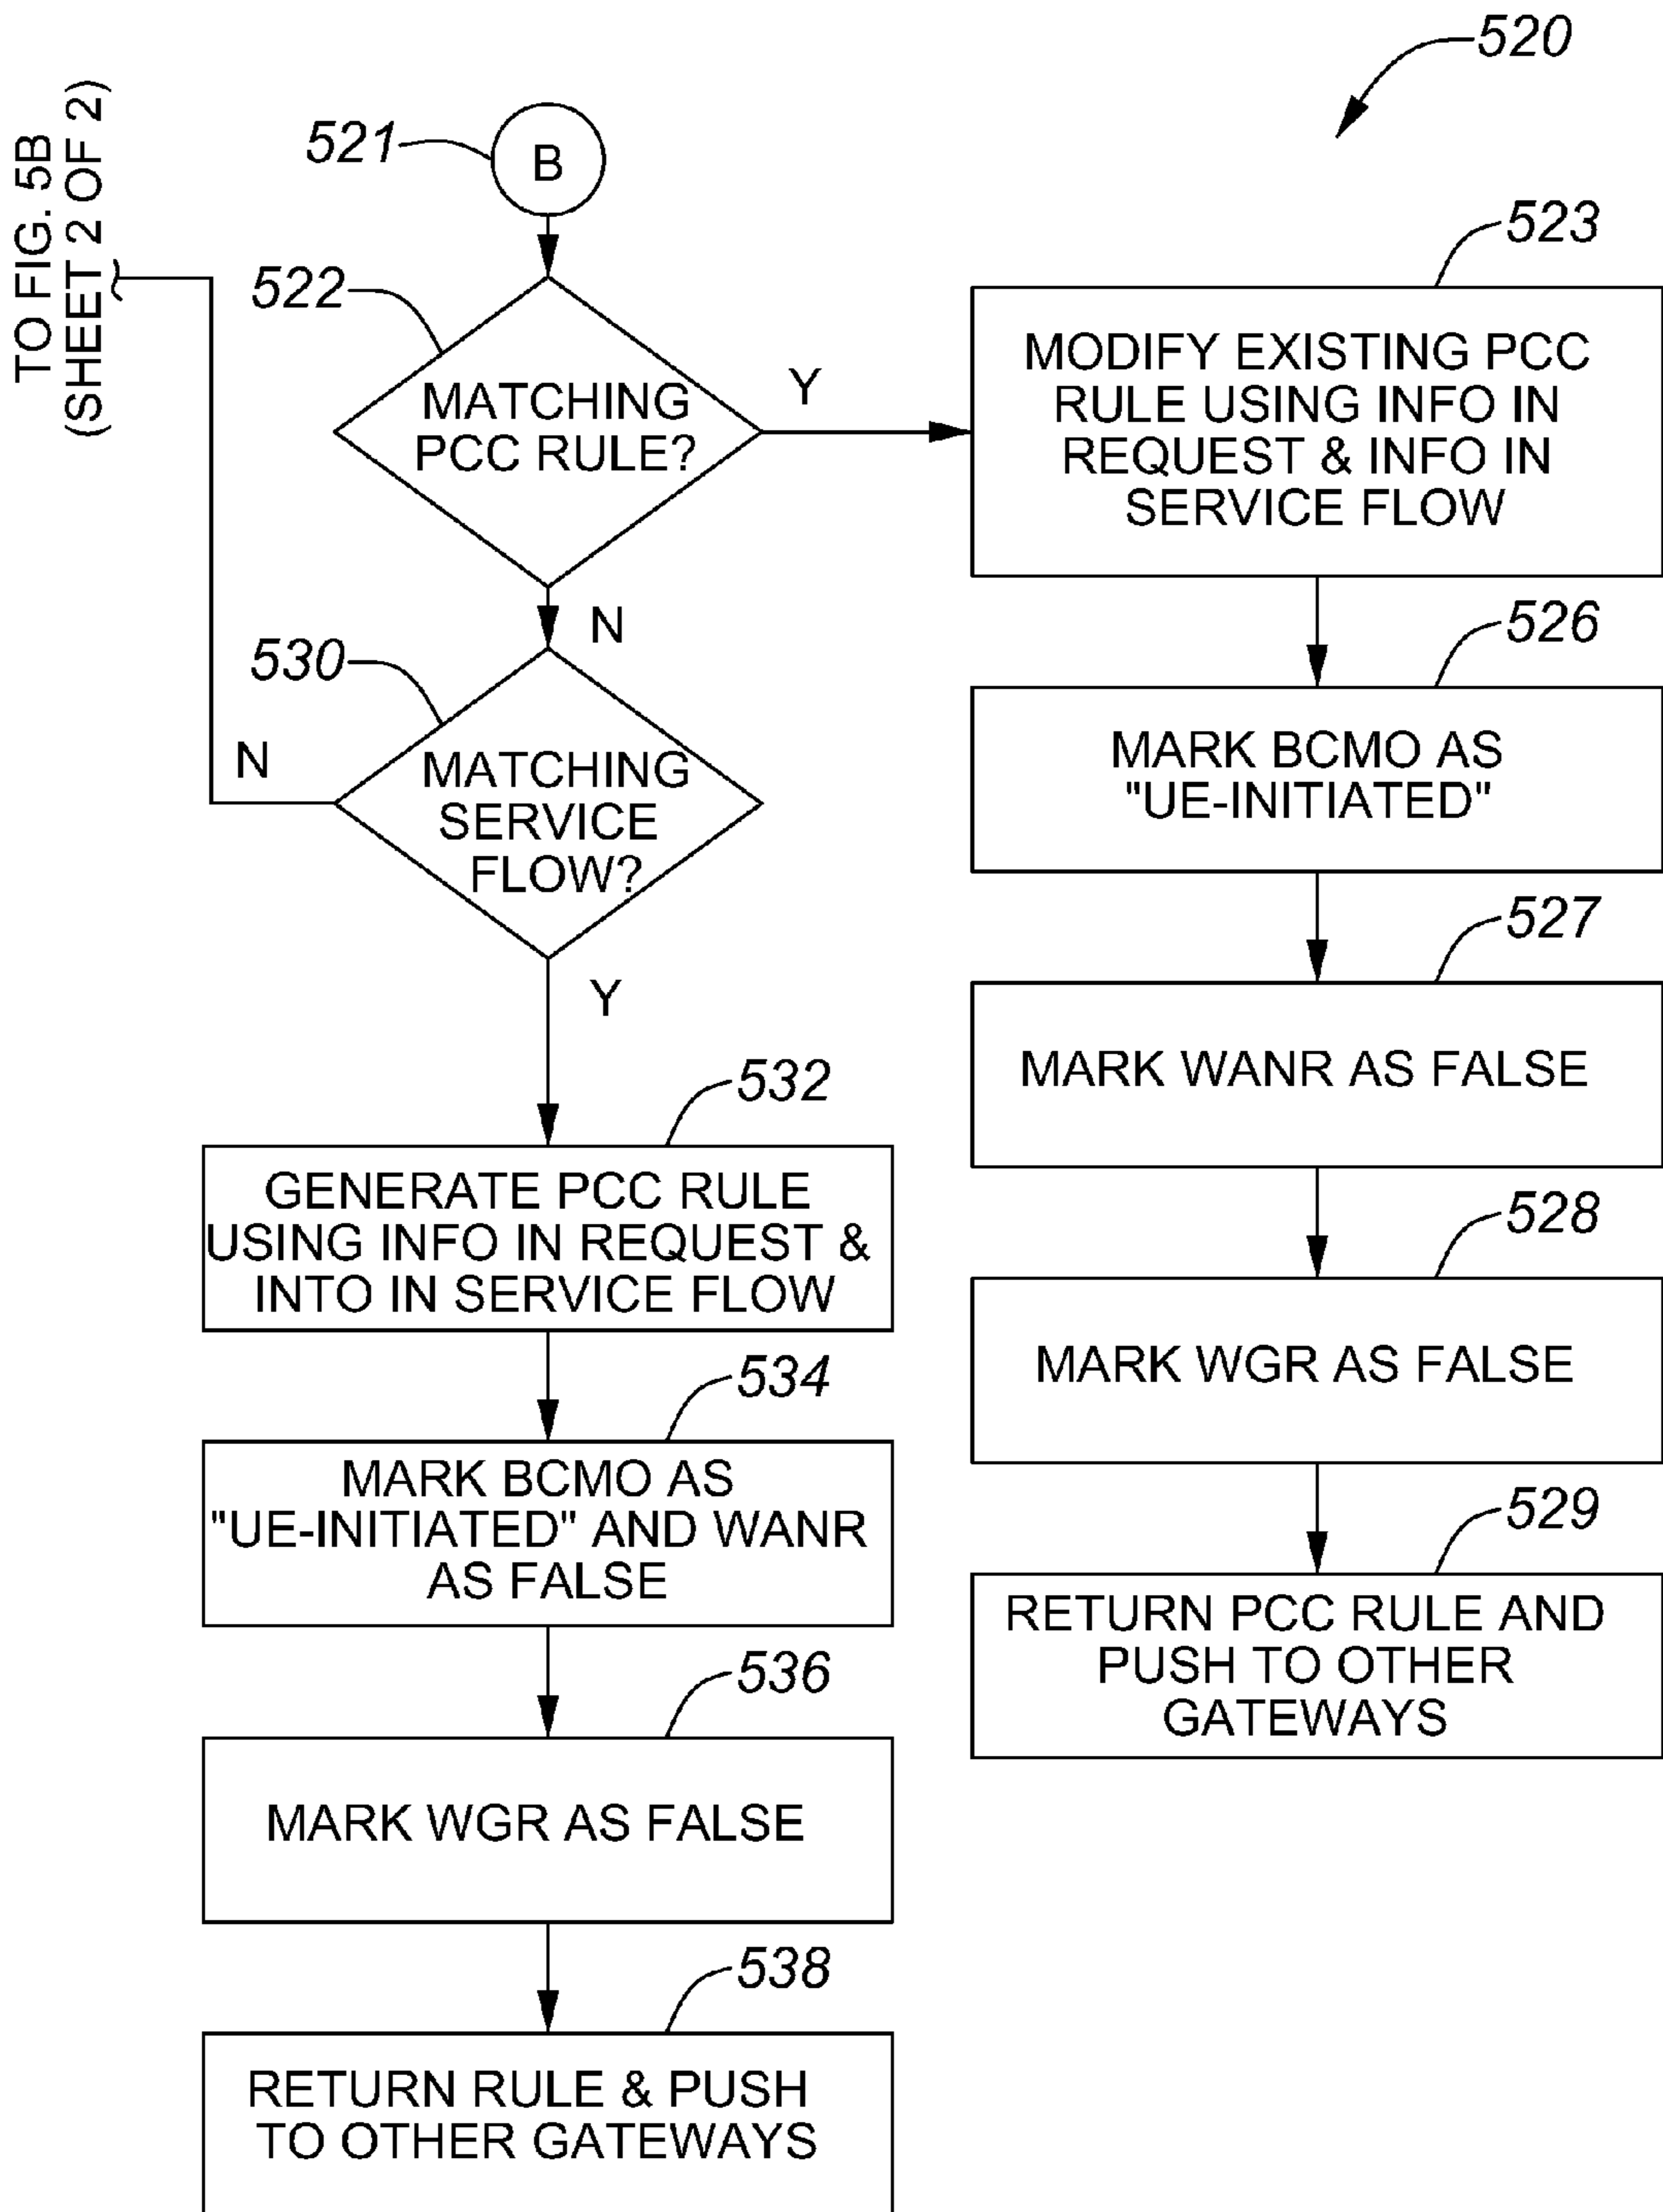 520
TO FIG. 5B
(SHEET 2 OF 2)
521
B
522
MATCHING
PCC RULE?
Y
N
523
MODIFY EXISTING PCC
RULE USING INFO IN
REQUEST & INFO IN
SERVICE FLOW
530
MATCHING
SERVICE
FLOW?
N
Y
526
MARK BCMO AS
"UE-INITIATED"
527
MARK WANR AS FALSE
528
MARK WGR AS FALSE
529
RETURN PCC RULE AND
PUSH TO OTHER
GATEWAYS
532
GENERATE PCC RULE
USING INFO IN REQUEST &
INTO IN SERVICE FLOW
534
MARK BCMO AS
"UE-INITIATED" AND WANR
AS FALSE
536
MARK WGR AS FALSE
538
RETURN RULE & PUSH
TO OTHER GATEWAYS